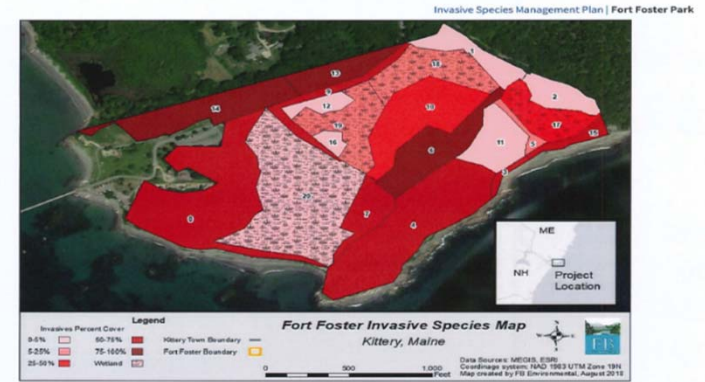 Invasive Species Management Plan | Fort Foster Park
1
13
18
9
2
14
12
10
19
17
15
16
6
11
5
3
20
7
8
4
ME
NH
Project
Location
Legend
Invasives Percent Cover
0-5%
50-75%
Kittery Town Boundary
5-25%
75-100%
Fort Foster Boundary
25-50%
Wetland
Fort Foster Invasive Species Map
Kittery, Maine
0
500
1,000
Feet
Data Sources: MEGIS, ESRI
Coordinage system: NAD 1983 UTM Zone 19N
Map created by FB Environmental, August 2018
FB